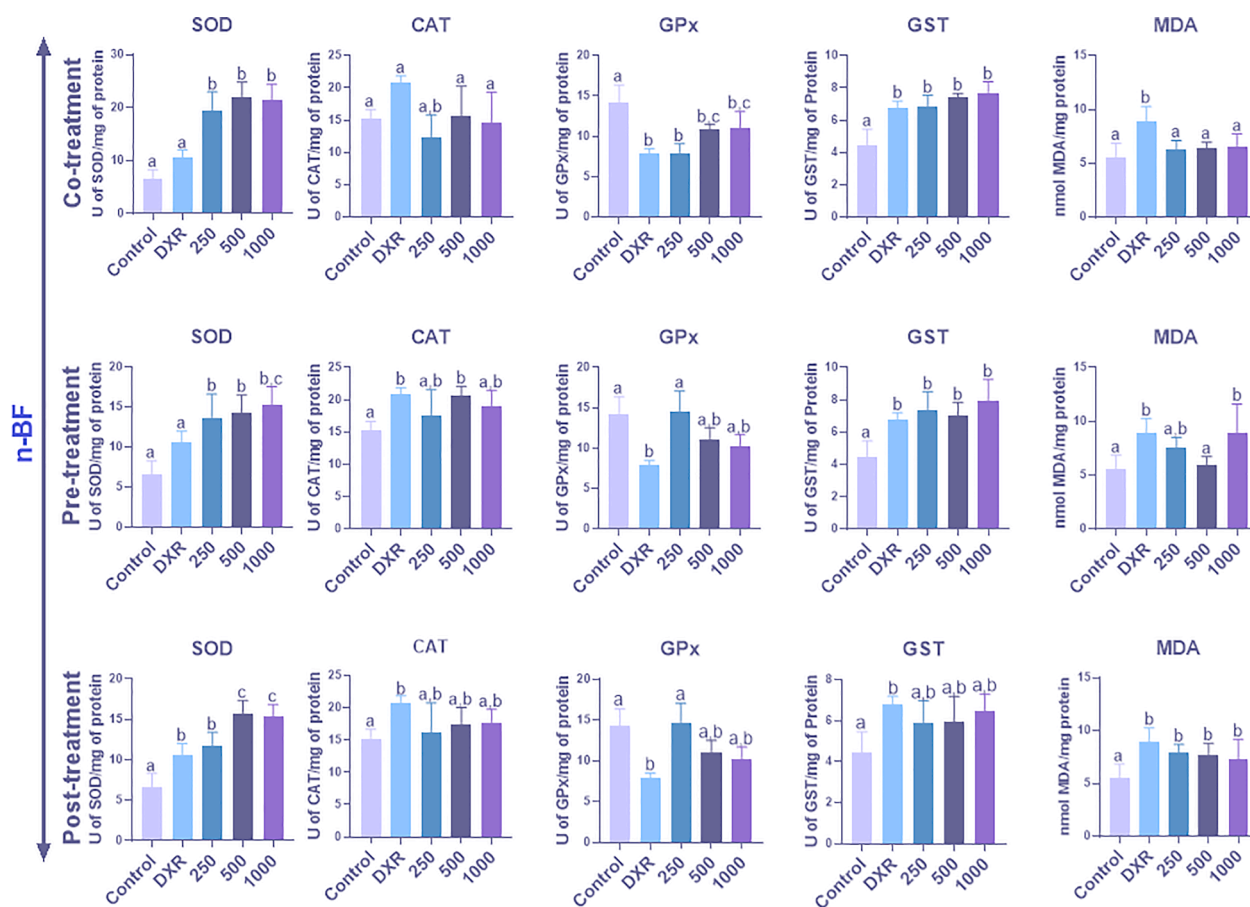 n-BF
Co-treatment
SOD
U of SOD/mg of protein
30
20
10
0
a
a
b
b
b
Control
DXR
250
500
1000
CAT
U of CAT/mg of protein
25
20
15
10
5
0
a
a
a,b
a
a
Control
DXR
250
500
1000
GPx
U of GPx/mg of protein
20
15
10
5
0
a
b
b
b,c
b,c
Control
DXR
250
500
1000
GST
U of GST/mg of Protein
10
8
6
4
2
0
a
b
b
b
b
Control
DXR
250
500
1000
MDA
nmol MDA/mg protein
15
10
5
0
a
b
a
a
a
Control
DXR
250
500
1000
Pre-treatment
SOD
U of SOD/mg of protein
20
15
10
5
0
a
a
b
b
b,c
Control
DXR
250
500
1000
CAT
U of CAT/mg of protein
25
20
15
10
5
0
a
b
a,b
b
a,b
Control
DXR
250
500
1000
GPx
U of GPx/mg of protein
20
15
10
5
0
a
b
a
a,b
a,b
Control
DXR
250
500
1000
GST
U of GST/mg of Protein
10
8
6
4
2
0
a
b
b
b
b
Control
DXR
250
500
1000
MDA
nmol MDA/mg protein
15
10
5
0
a
b
a,b
a
b
Control
DXR
250
500
1000
Post-treatment
SOD
U of SOD/mg of protein
20
15
10
5
0
a
b
b
c
c
Control
DXR
250
500
1000
CAT
U of CAT/mg of protein
25
20
15
10
5
0
a
b
a,b
a,b
a,b
Control
DXR
250
500
1000
GPx
U of GPx/mg of protein
20
15
10
5
0
a
b
a
a,b
a,b
Control
DXR
250
500
1000
GST
U of GST/mg of Protein
8
6
4
2
0
a
b
a,b
a,b
a,b
Control
DXR
250
500
1000
MDA
nmol MDA/mg protein
15
10
5
0
a
b
b
b
b
Control
DXR
250
500
1000